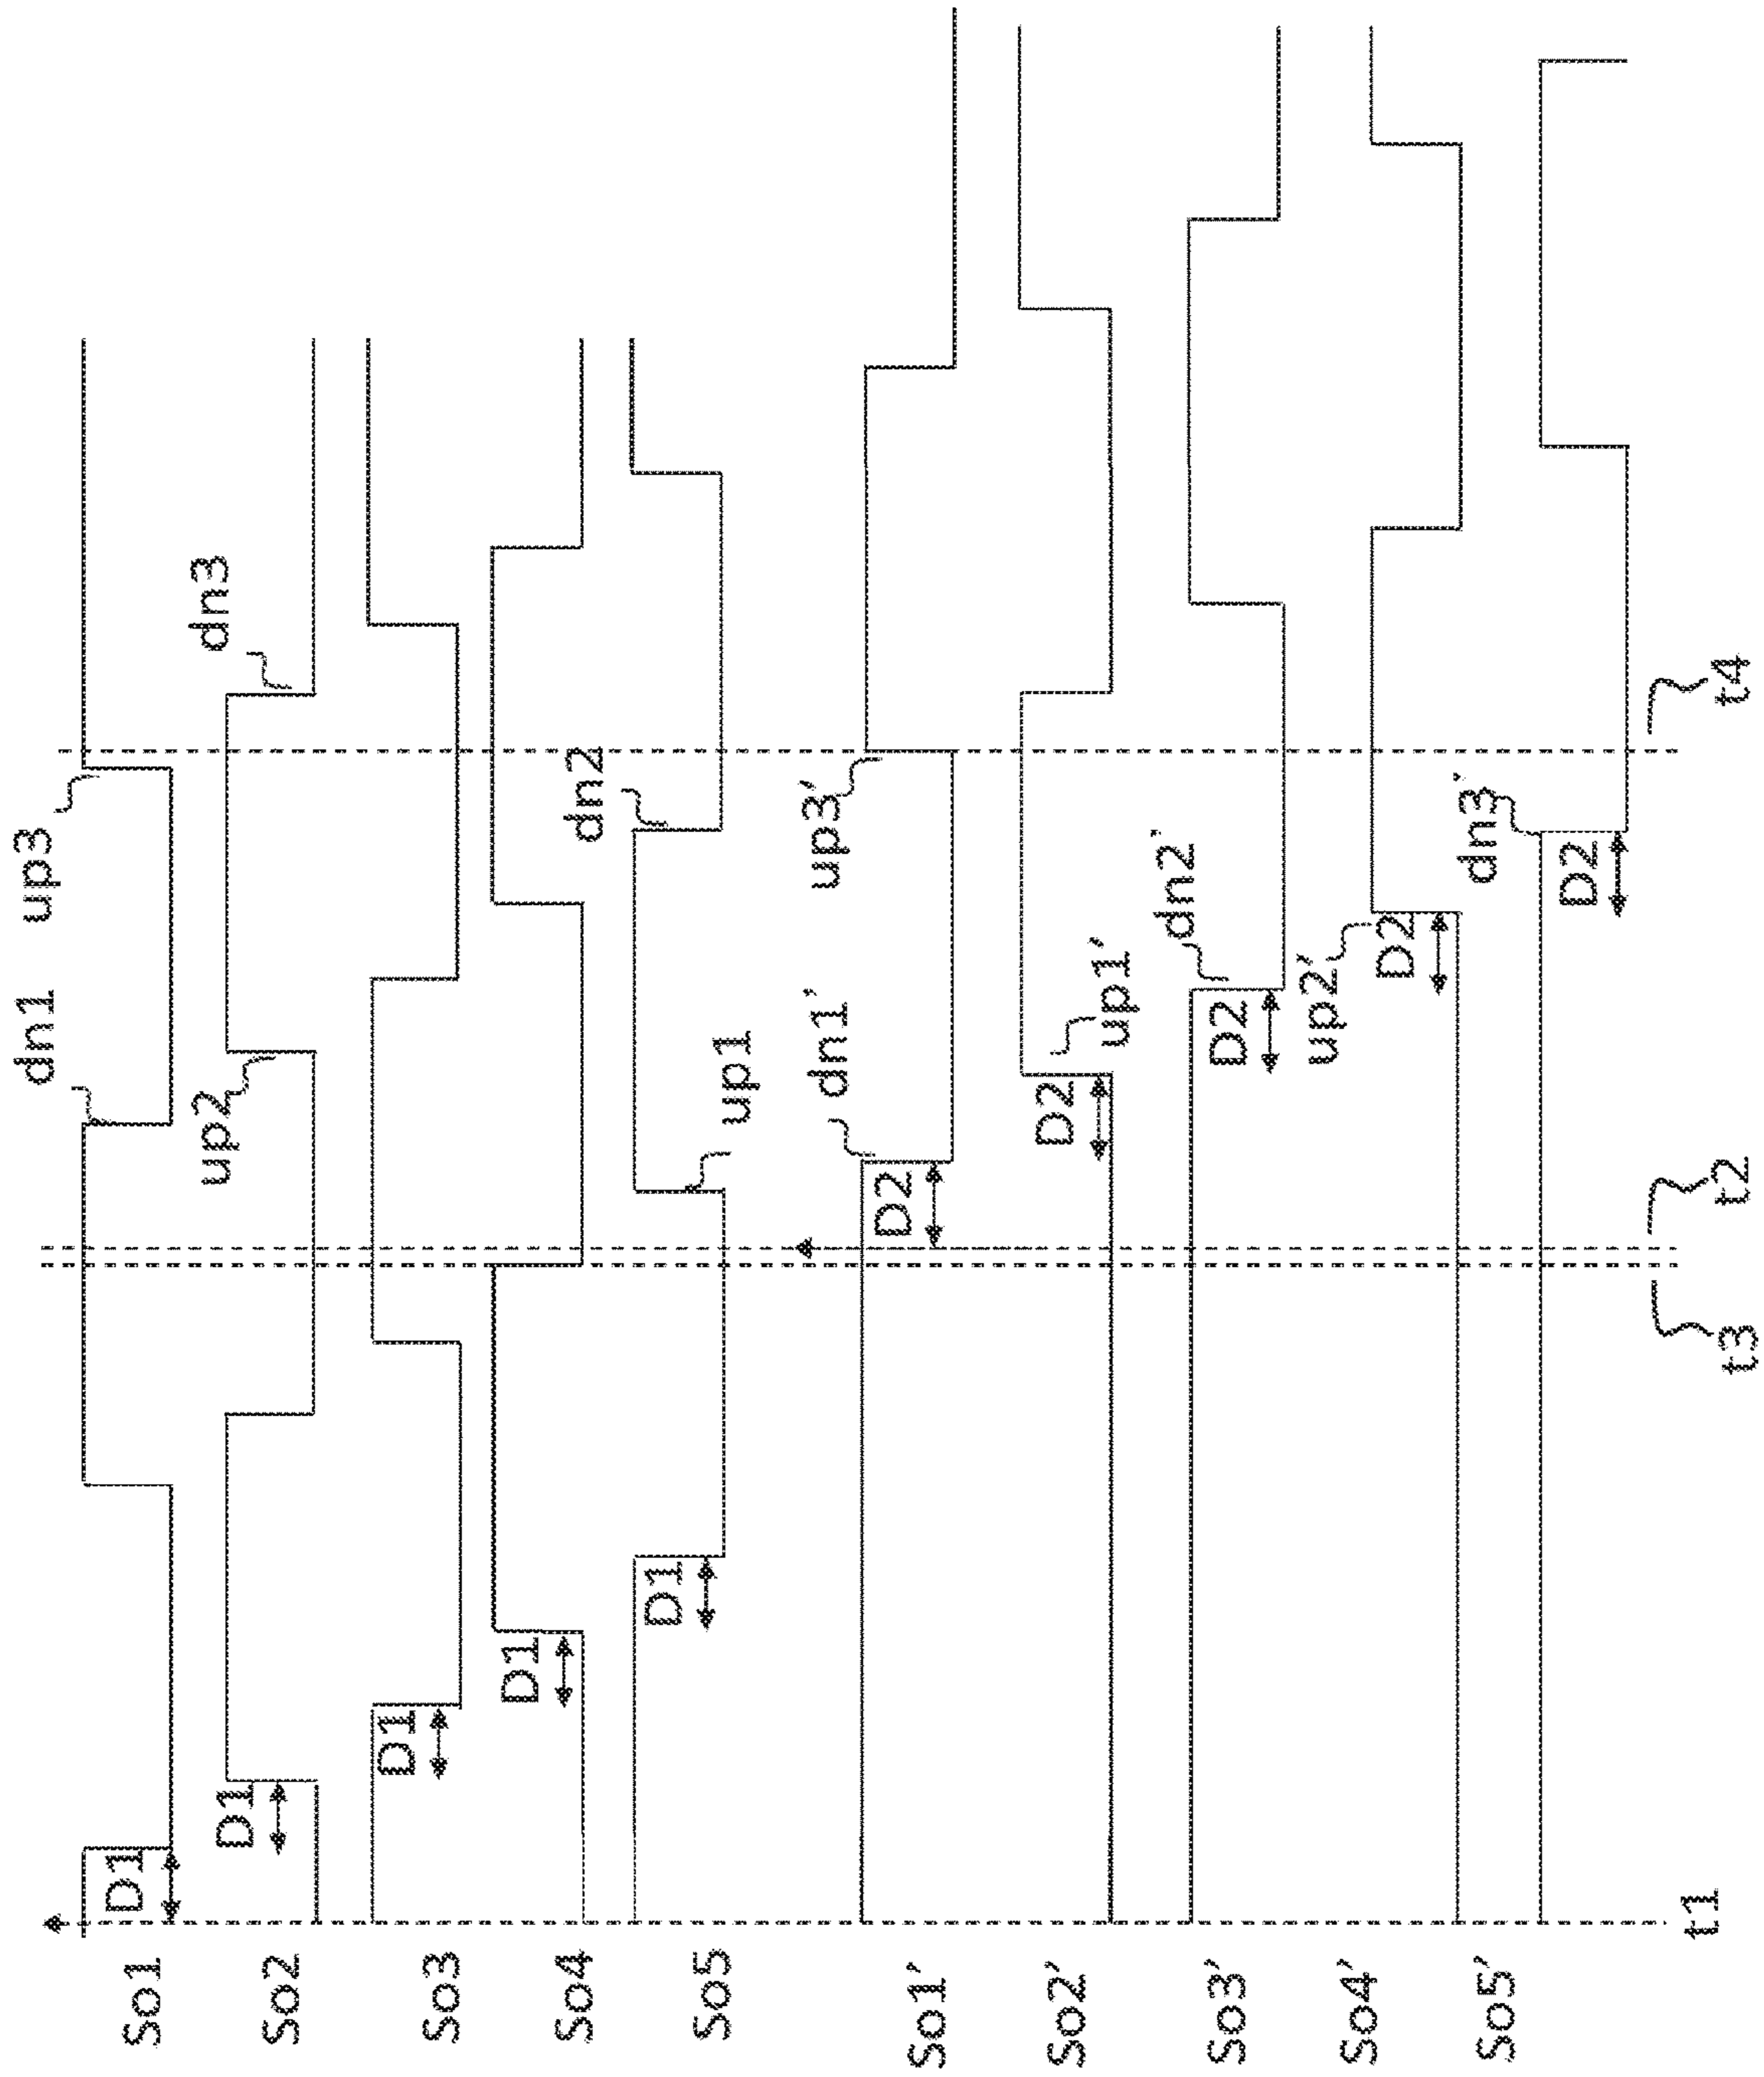 So1
D1
dn1
up3
So2
D1
up2
dn3
So3
D1
So4
D1
So5
D1
up1
dn2
So1'
D2
dn1'
up3'
So2'
D2
up1'
So3'
D2
dn2'
So4'
up2'
D2
So5'
dn3'
D2
t1
t3
t2
t4